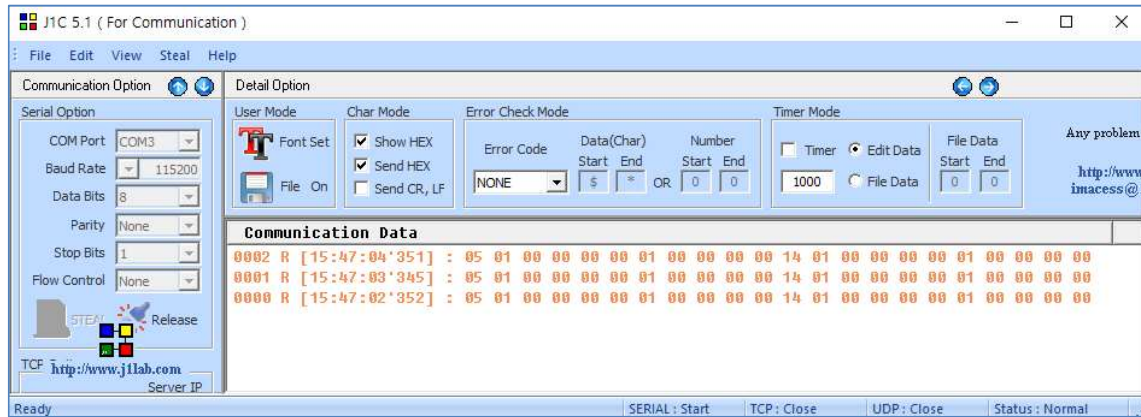 J1C 5.1 ( For Communication )
File Edit View Steal Help
Communication Option
Detail Option
Serial Option
COM Port COM3
Baud Rate 115200
Data Bits 8
Parity None
Stop Bits 1
Flow Control None
STEAL Release
http://www.j1lab.com
TCP
Server IP
User Mode
Font Set
File On
Char Mode
Show HEX
Send HEX
Send CR, LF
Error Check Mode
Error Code
NONE
Data(Char) Number
Start End Start End
$ * OR 0 0
Timer Mode
Timer Edit Data
1000 File Data
File Data
Start End
0 0
Any problem
http://www
imacess@
Communication Data
0002 R [15:47:04'351] : 05 01 00 00 00 00 01 00 00 00 00 14 01 00 00 00 00 01 00 00 00 00
0001 R [15:47:03'345] : 05 01 00 00 00 00 01 00 00 00 00 14 01 00 00 00 00 01 00 00 00 00
0000 R [15:47:02'352] : 05 01 00 00 00 00 01 00 00 00 00 14 01 00 00 00 00 01 00 00 00 00
Ready SERIAL : Start TCP : Close UDP : Close Status : Normal